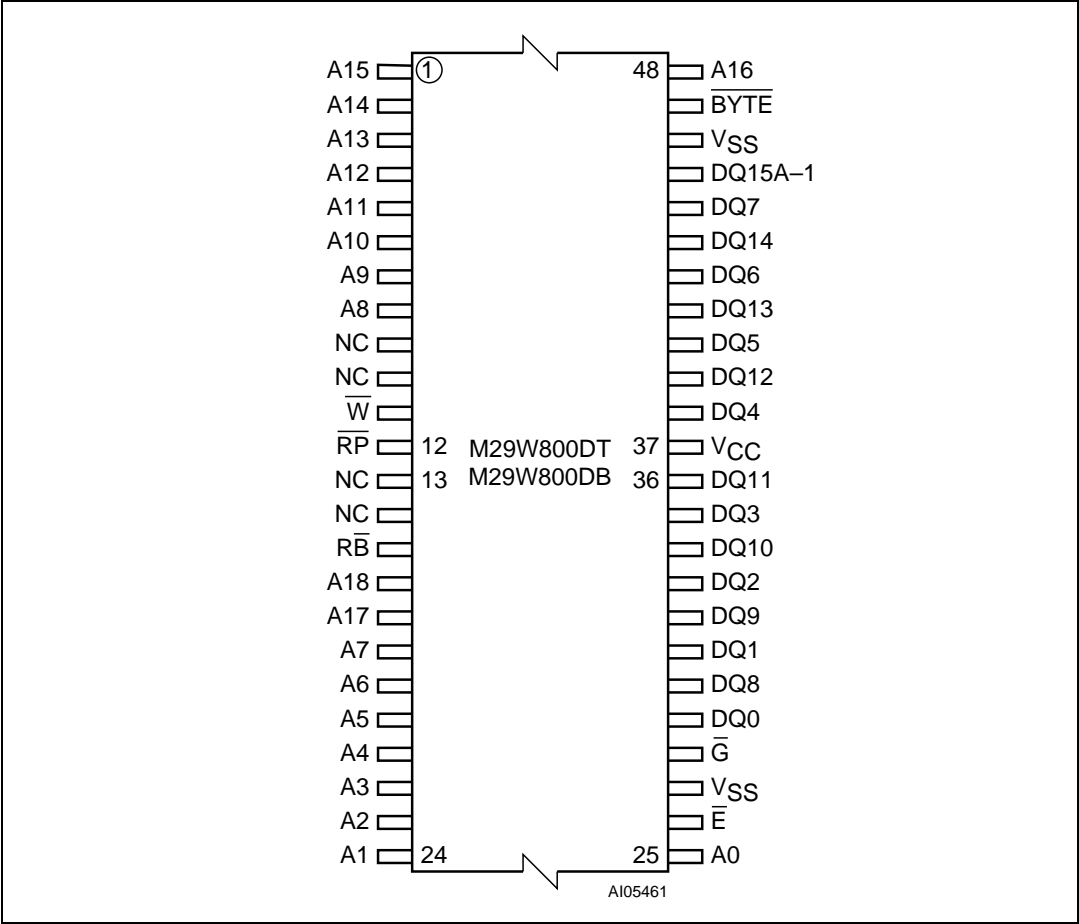 A15 1 48 A16
A14 B̅Y̅T̅E̅
A13 VSS
A12 DQ15A–1
A11 DQ7
A10 DQ14
A9 DQ6
A8 DQ13
NC DQ5
NC DQ12
W̅ DQ4
R̅P̅ 12 M29W800DT 37 VCC
NC 13 M29W800DB 36 DQ11
NC DQ3
RB̅ DQ10
A18 DQ2
A17 DQ9
A7 DQ1
A6 DQ8
A5 DQ0
A4 G̅
A3 VSS
A2 E̅
A1 24 25 A0
AI05461